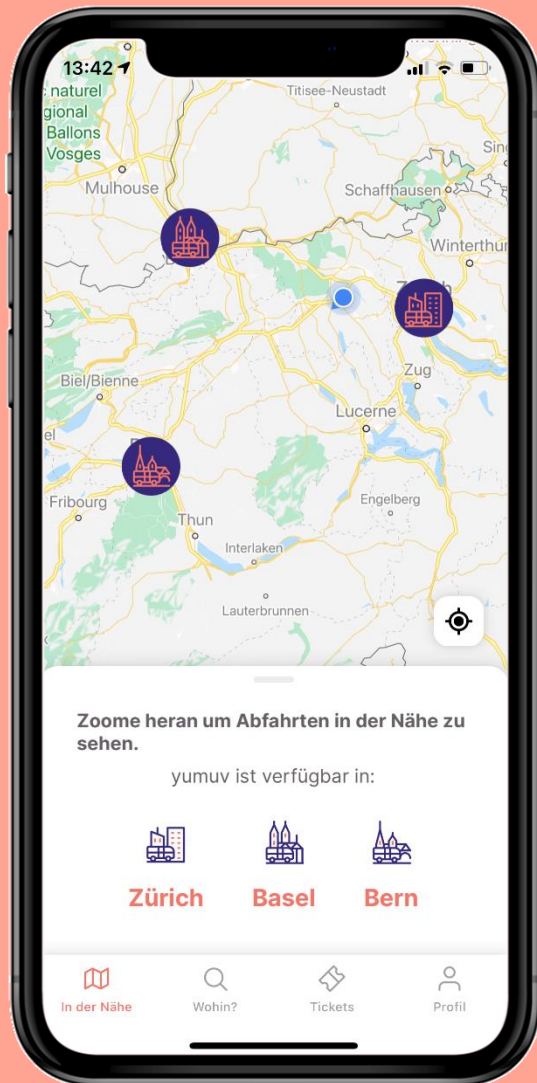 13:42
naturel
gional
Ballons
Vosges
Titisee-Neustadt
Mulhouse
Schaffhausen
Winterthur
Zug
Biel/Bienne
Lucerne
Fribourg
Engelberg
Thun
Interlaken
Lauterbrunnen
Zoome heran um Abfahrten in der Nähe zu
sehen.
yumuv ist verfügbar in:
Zürich Basel Bern
In der Nähe Wohin? Tickets Profil